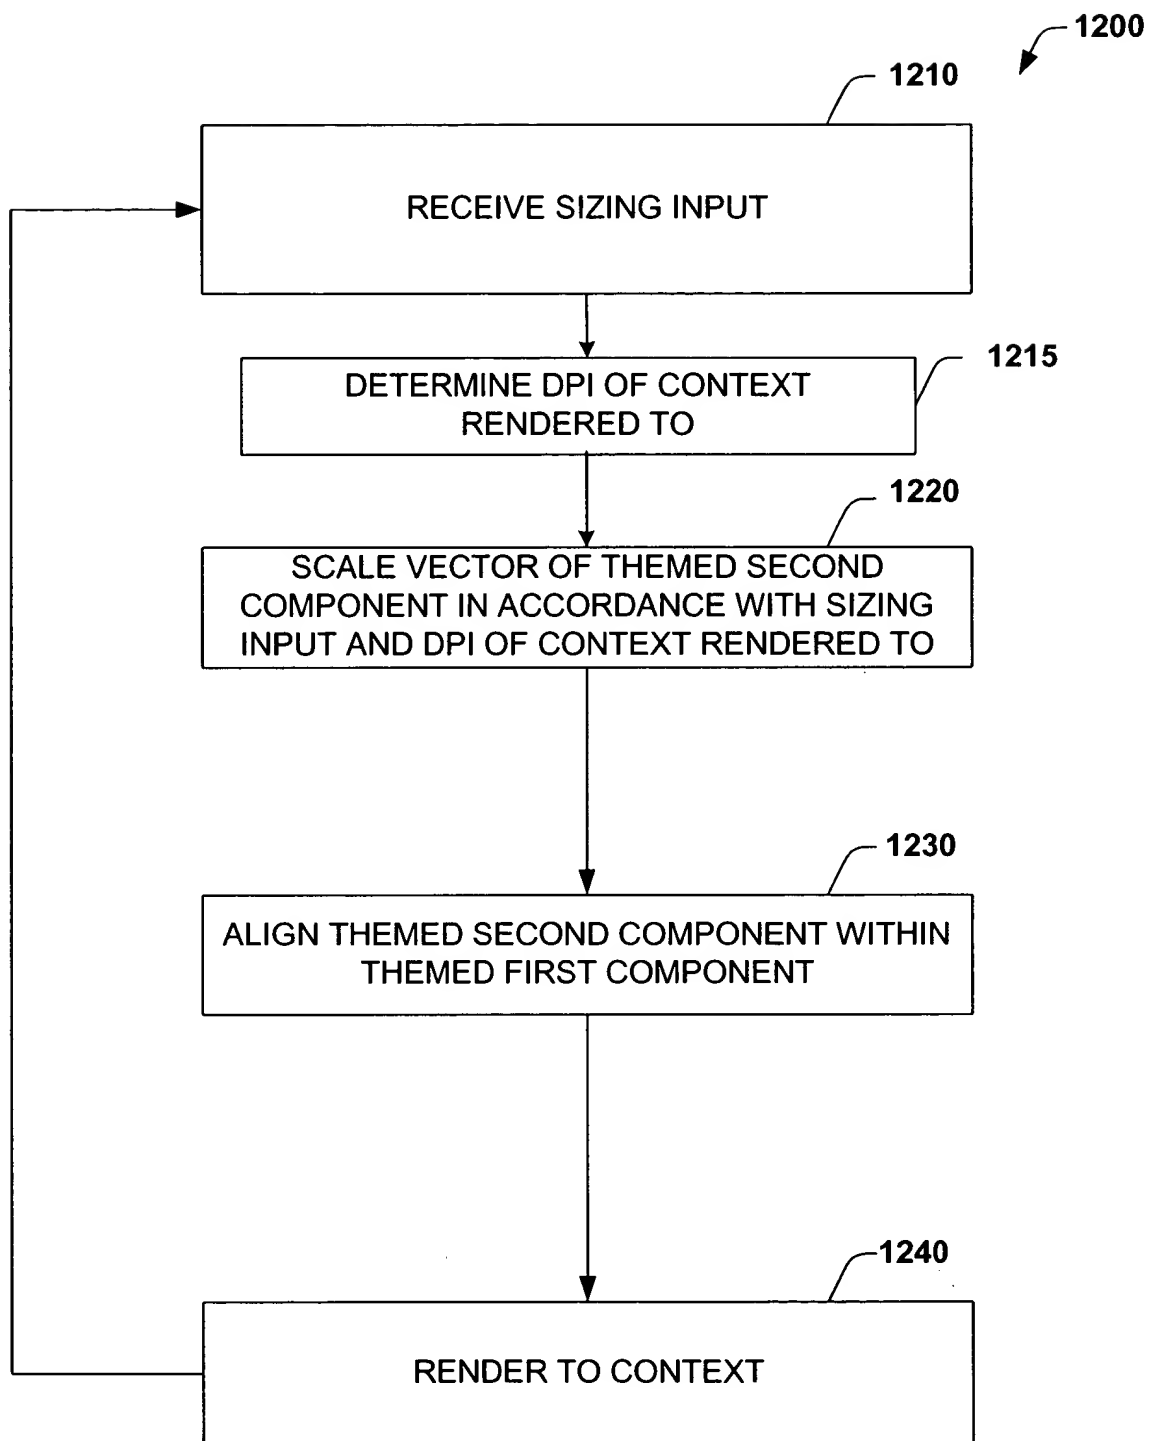 1200
1210
RECEIVE SIZING INPUT
1215
DETERMINE DPI OF CONTEXT
RENDERED TO
1220
SCALE VECTOR OF THEMED SECOND
COMPONENT IN ACCORDANCE WITH SIZING
INPUT AND DPI OF CONTEXT RENDERED TO
1230
ALIGN THEMED SECOND COMPONENT WITHIN
THEMED FIRST COMPONENT
1240
RENDER TO CONTEXT